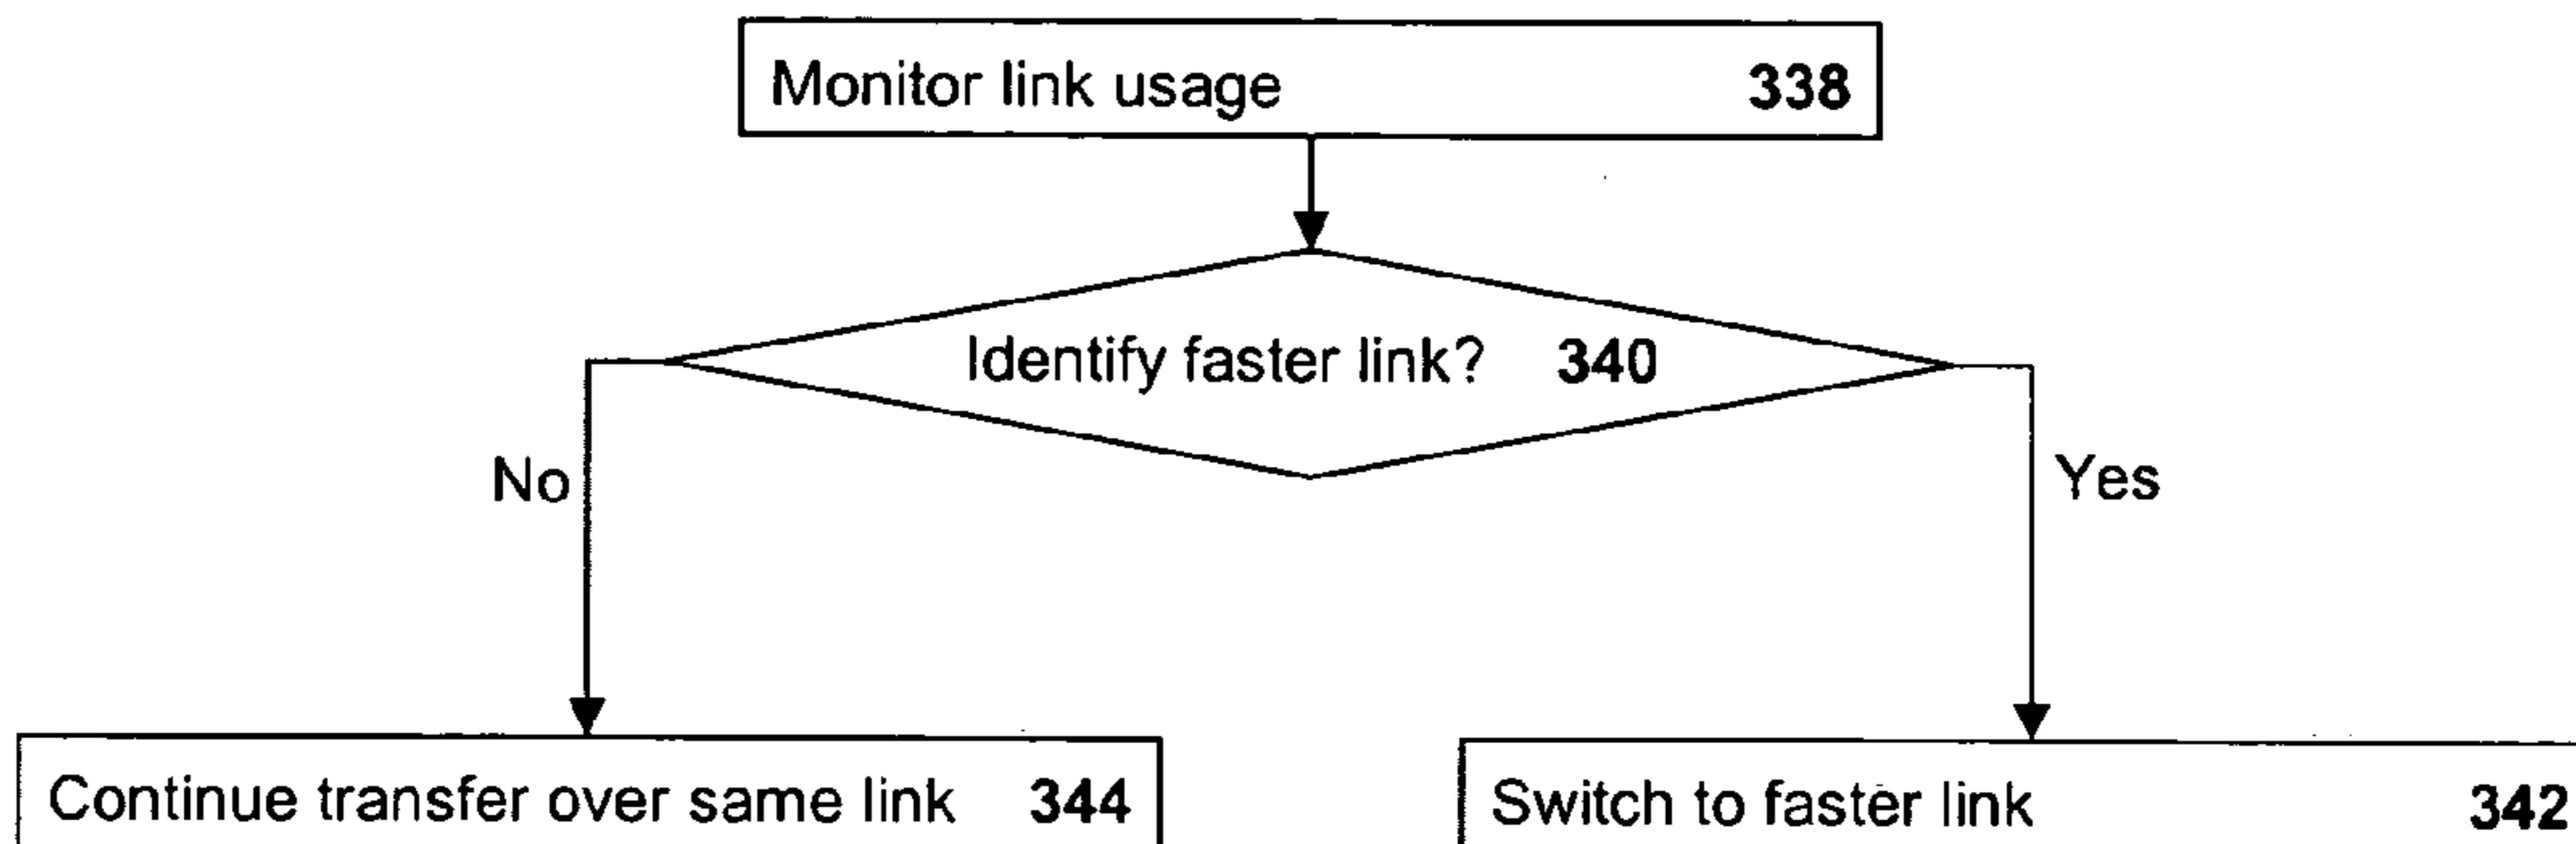 Monitor link usage 338
Identify faster link? 340
No
Yes
Continue transfer over same link 344
Switch to faster link 342